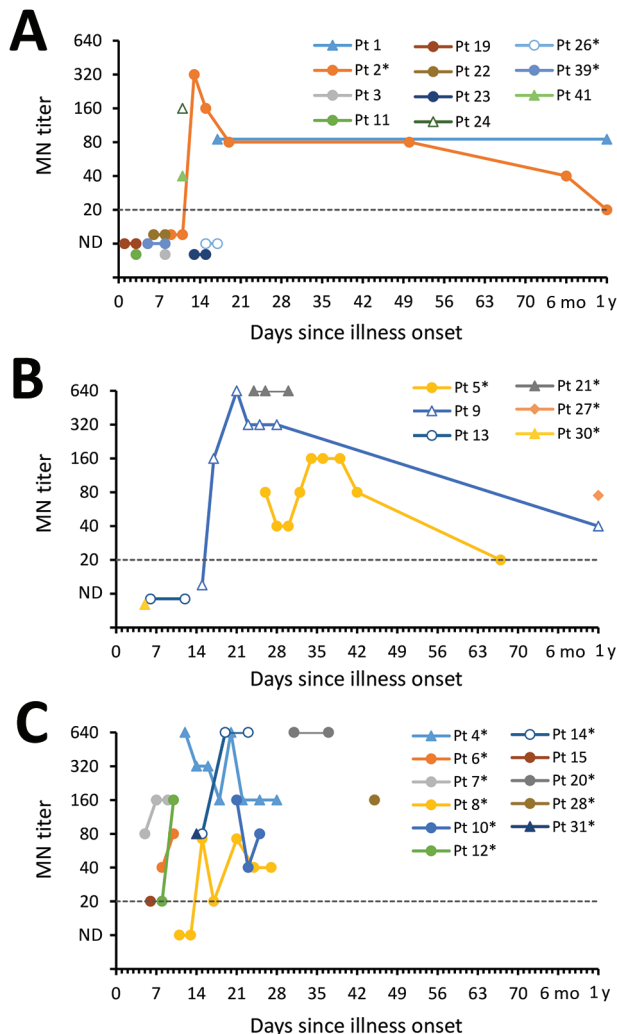 A
640
320
160
80
40
20
ND
MN titer
Pt 1
Pt 2*
Pt 3
Pt 11
Pt 19
Pt 22
Pt 23
Pt 24
Pt 26*
Pt 39*
Pt 41
0 7 14 21 28 35 42 49 56 63 70 6 mo 1 y
Days since illness onset
B
640
320
160
80
40
20
ND
MN titer
Pt 5*
Pt 9
Pt 13
Pt 21*
Pt 27*
Pt 30*
0 7 14 21 28 35 42 49 56 63 70 6 mo 1 y
Days since illness onset
C
640
320
160
80
40
20
ND
MN titer
Pt 4*
Pt 6*
Pt 7*
Pt 8*
Pt 10*
Pt 12*
Pt 14*
Pt 15
Pt 20*
Pt 28*
Pt 31*
0 7 14 21 28 35 42 49 56 63 70 6 mo 1 y
Days since illness onset